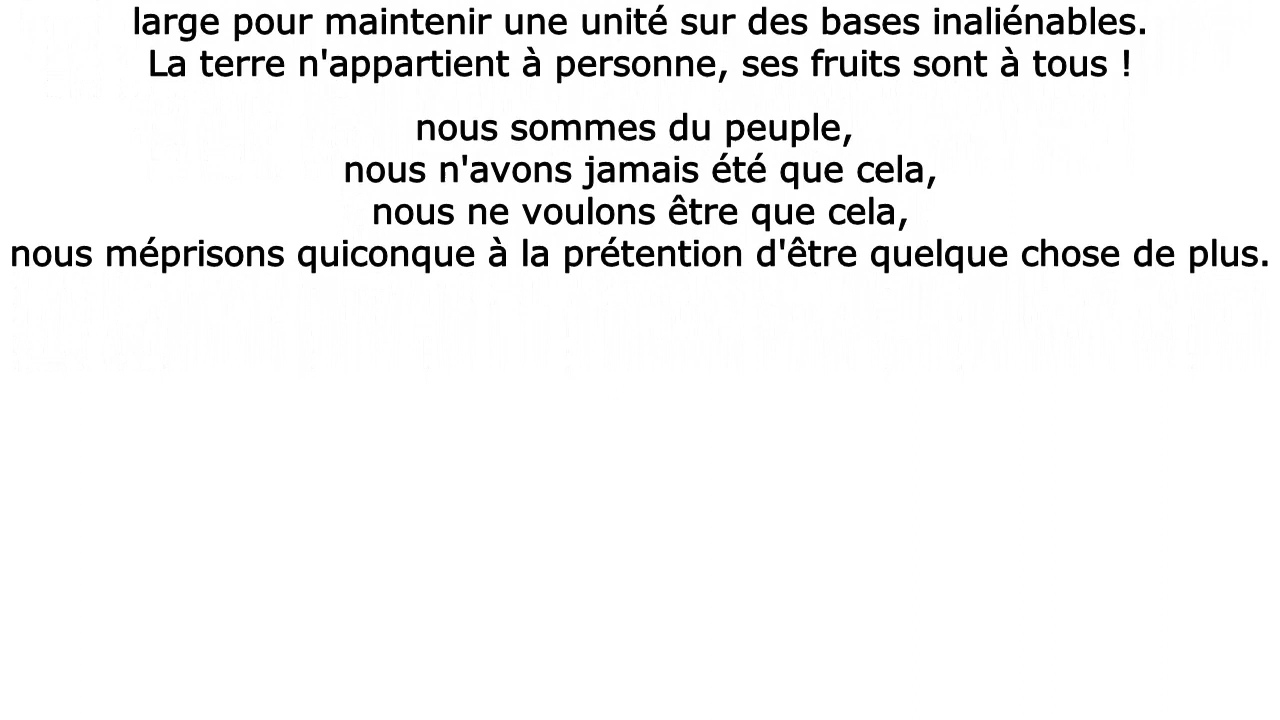 large pour maintenir une unité sur des bases inaliénables.
La terre n'appartient à personne, ses fruits sont à tous !
nous sommes du peuple,
nous n'avons jamais été que cela,
nous ne voulons être que cela,
nous méprisons quiconque à la prétention d'être quelque chose de plus.